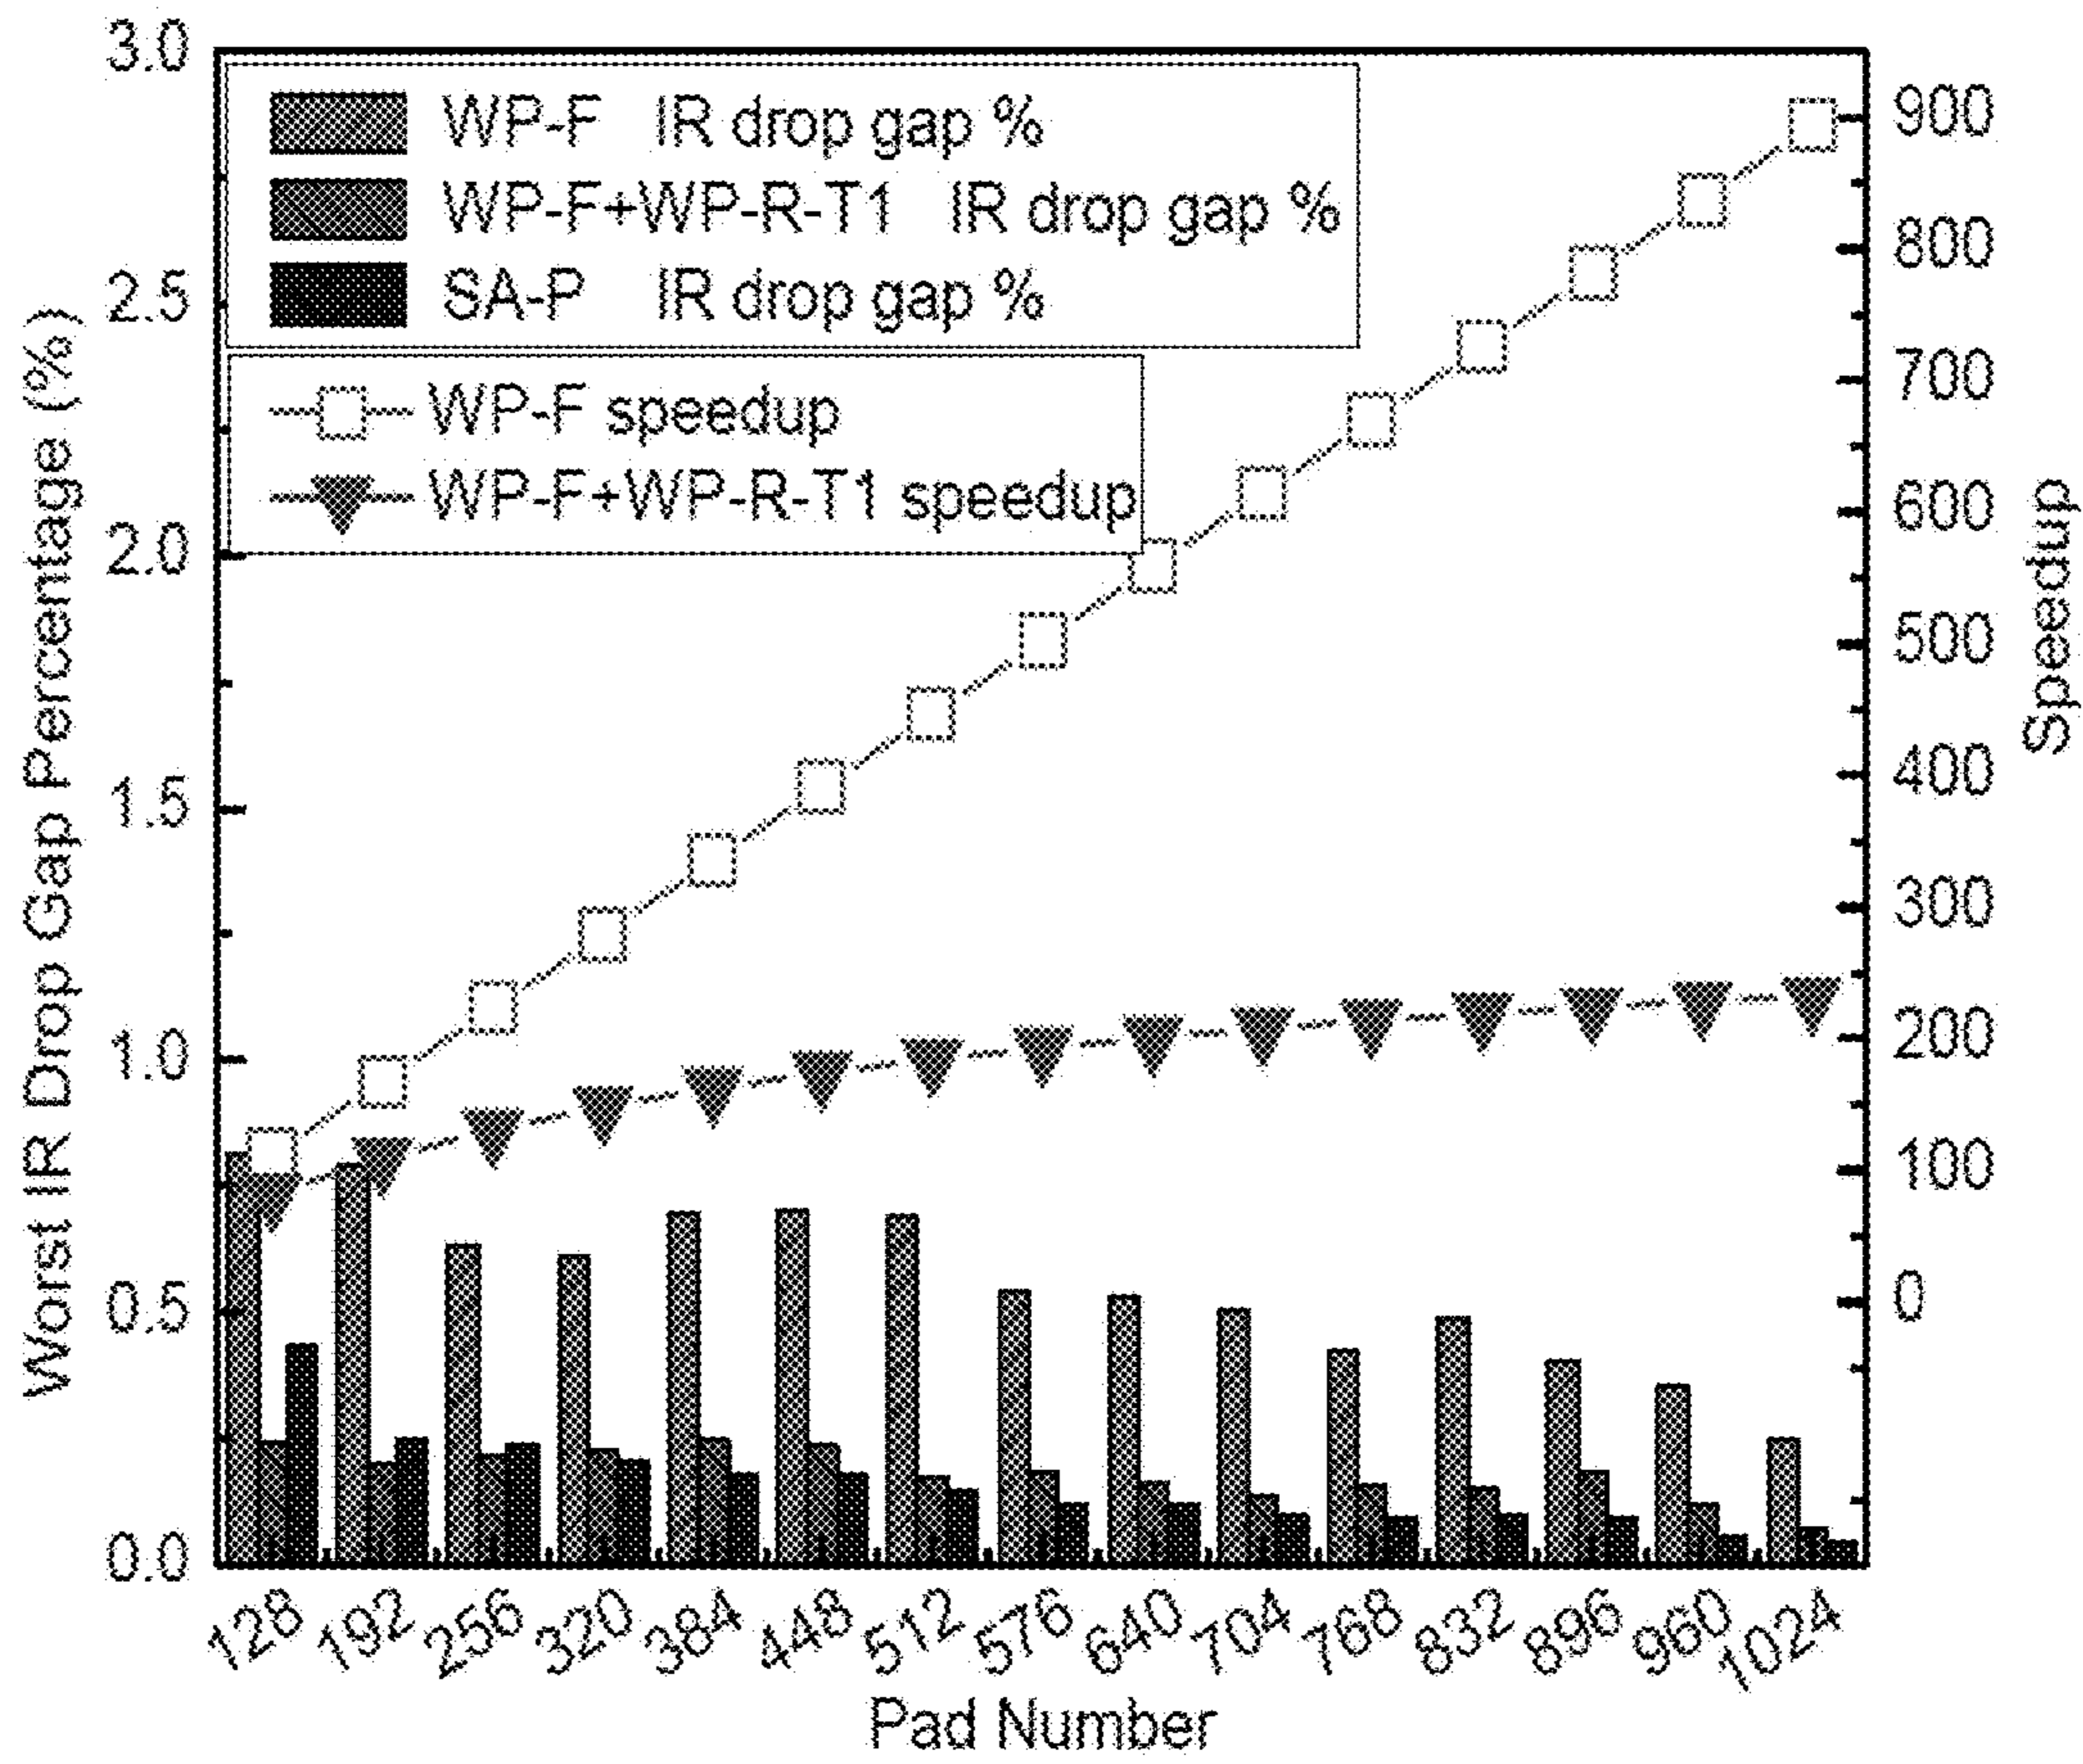 3.0
2.5
2.0
1.5
1.0
0.5
0.0
Worst IR Drop Gap Percentage (%)
WP-F IR drop gap %
WP-F+WP-R-T1 IR drop gap %
SA-P IR drop gap %
WP-F speedup
WP-F+WP-R-T1 speedup
900
800
700
600
500
400
300
200
100
0
Speedup
128 192 256 320 384 448 512 576 640 704 768 832 896 960 1024
Pad Number